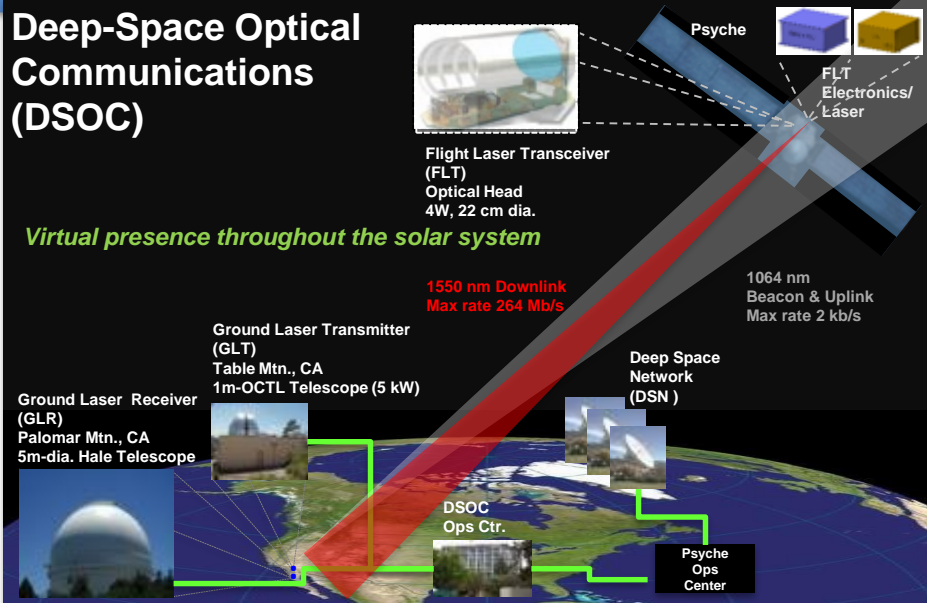 Deep-Space Optical
Communications
(DSOC)
Psyche
FLT
Electronics/
Laser
Flight Laser Transceiver
(FLT)
Optical Head
4W, 22 cm dia.
Virtual presence throughout the solar system
1550 nm Downlink
Max rate 264 Mb/s
1064 nm
Beacon & Uplink
Max rate 2 kb/s
Ground Laser Transmitter
(GLT)
Table Mtn., CA
1m-OCTL Telescope (5 kW)
Deep Space
Network
(DSN )
Ground Laser  Receiver
(GLR)
Palomar Mtn., CA
5m-dia. Hale Telescope
DSOC
Ops Ctr.
Psyche
Ops
Center